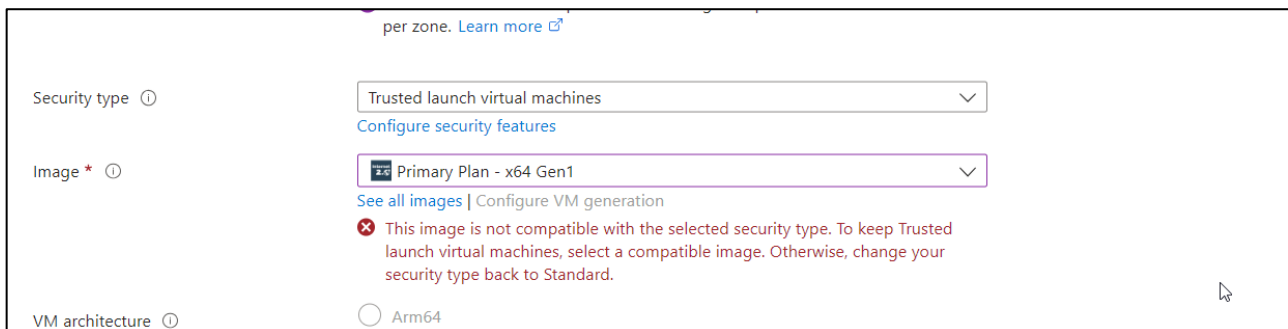 per zone. Learn more
Security type
Trusted launch virtual machines
Configure security features
Image *
Primary Plan - x64 Gen1
See all images | Configure VM generation
This image is not compatible with the selected security type. To keep Trusted
launch virtual machines, select a compatible image. Otherwise, change your
security type back to Standard.
VM architecture
Arm64